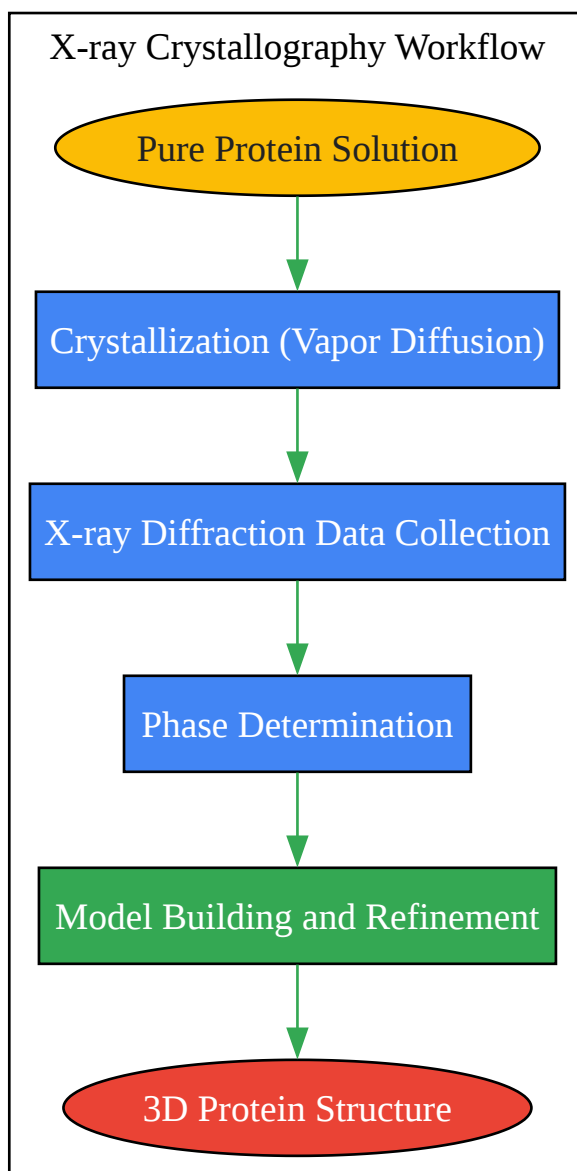 X-ray Crystallography Workflow
Pure Protein Solution
Crystallization (Vapor Diffusion)
X-ray Diffraction Data Collection
Phase Determination
Model Building and Refinement
3D Protein Structure